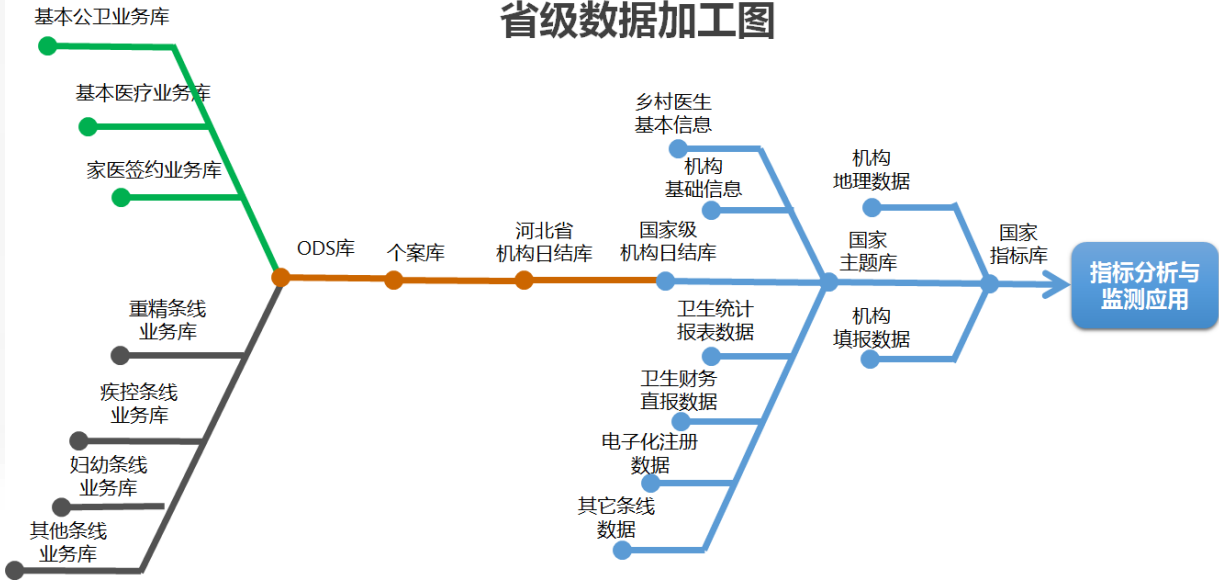 省级数据加工图
基本公卫业务库
基本医疗业务库
家医签约业务库
ODS库
个案库
河北省
机构日结库
国家级
机构日结库
乡村医生
基本信息
机构
基础信息
国家
主题库
机构
地理数据
国家
指标库
指标分析与
监测应用
重精条线
业务库
疾控条线
业务库
妇幼条线
业务库
其他条线
业务库
卫生统计
报表数据
卫生财务
直报数据
电子化注册
数据
其它条线
数据
机构
填报数据